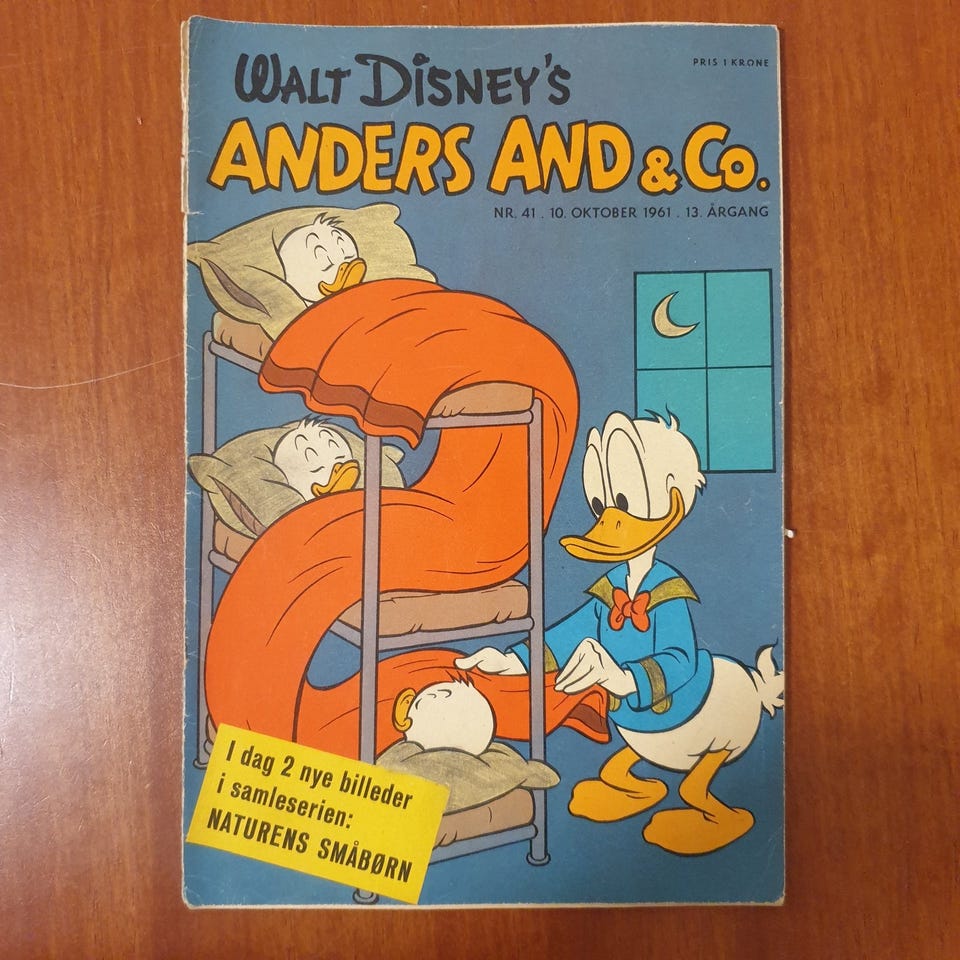 PRIS 1 KRONE
WALT DISNEY'S
ANDERS AND & CO.
NR. 41 . 10. OKTOBER 1961 . 13. ÅRGANG
I dag 2 nye billeder
i samleserien:
NATURENS SMÅBØRN